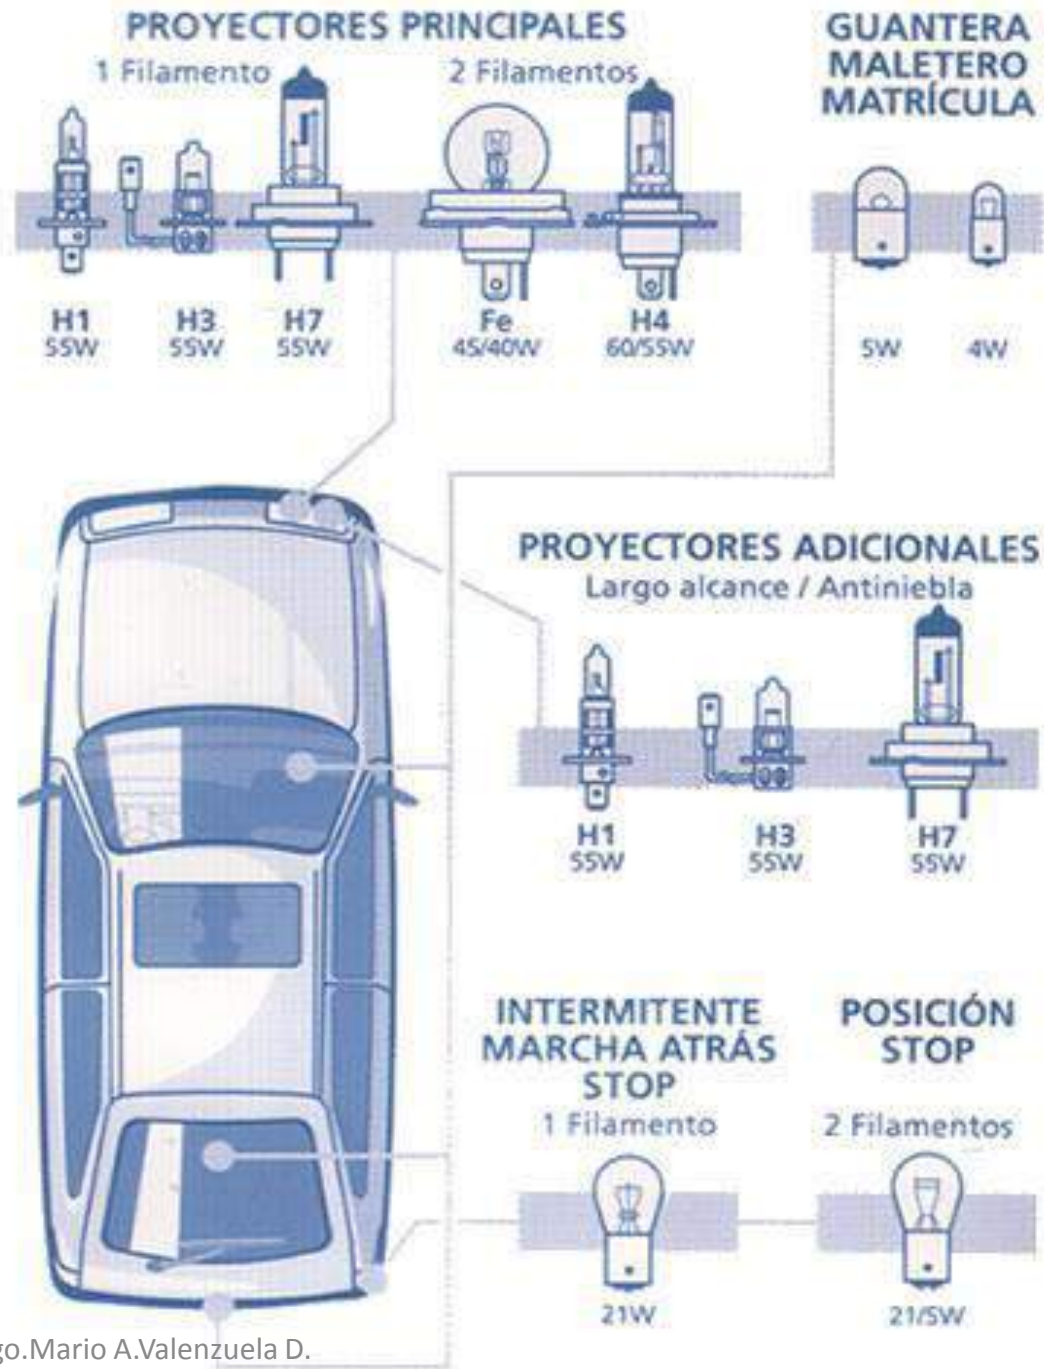 PROYECTORES PRINCIPALES
1 Filamento
2 Filamentos
H1
55W
H3
55W
H7
55W
Fe
45/40W
H4
60/55W
GUANTERA
MALETERO
MATRÍCULA
5W
4W
PROYECTORES ADICIONALES
Largo alcance / Antiniebla
H1
55W
H3
55W
H7
55W
INTERMITENTE
MARCHA ATRÁS
STOP
1 Filamento
21W
POSICIÓN
STOP
2 Filamentos
21/5W
go.Mario A.Valenzuela D.